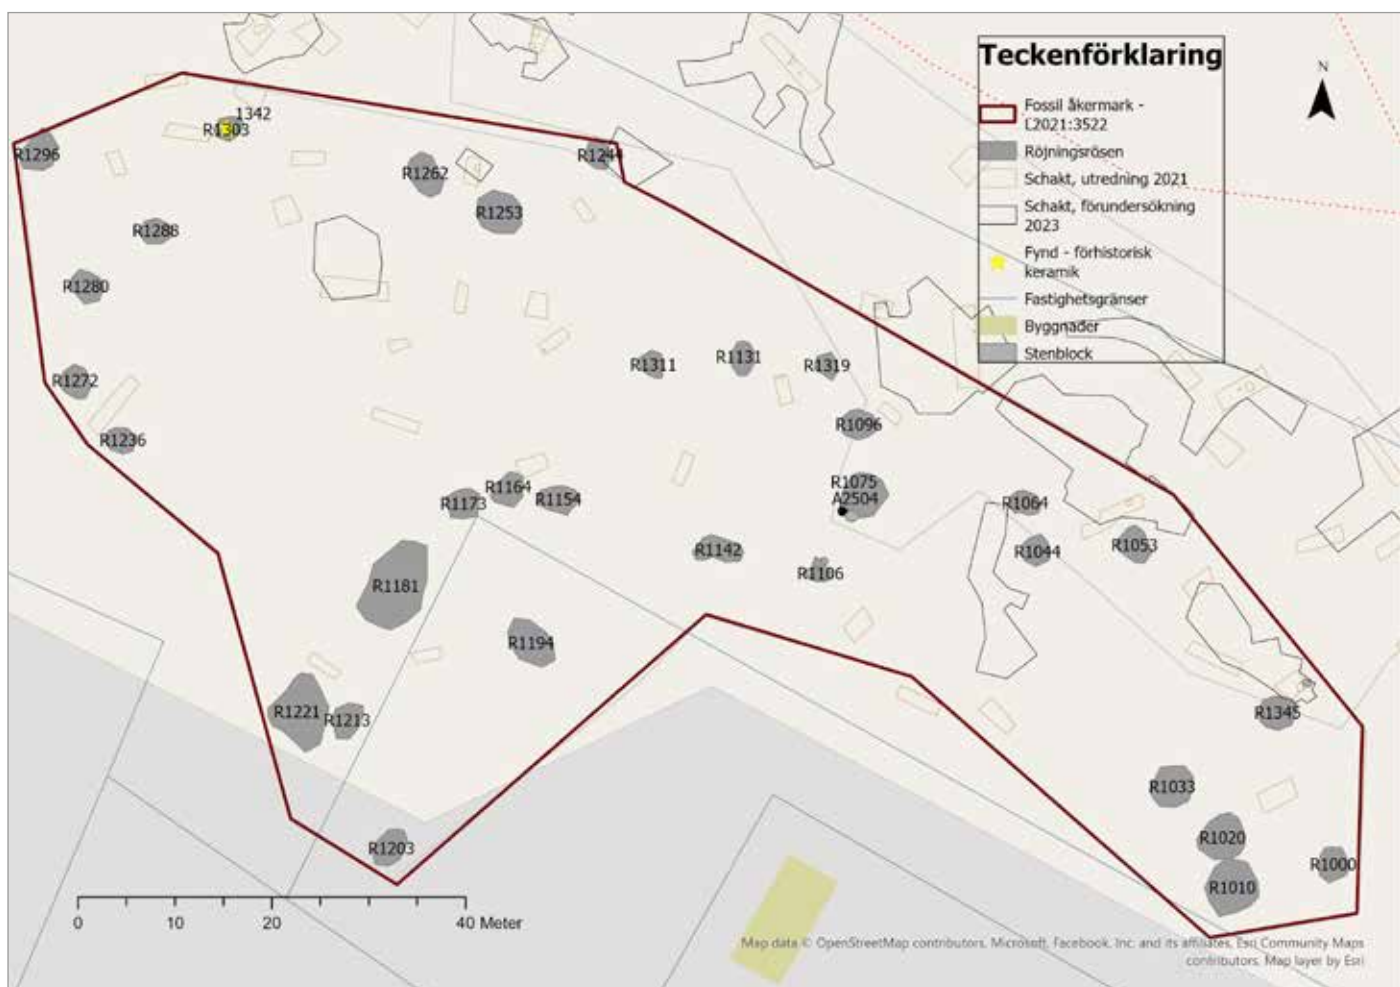 Teckenförklaring
Fossil åkermark -
L2021:3522
Röjningsrösen
Schakt, utredning 2021
Schakt, förundersökning
2023
Fynd - förhistorisk
keramik
Fastighetsgränser
Byggnader
Stenblock
N
1342
R1303
R1296
R1244
R1262
R1253
R1288
R1280
R1311
R1131
R1319
R1272
R1096
R1236
R1075
A2504
R1164
R1173
R1154
R1064
R1142
R1044
R1053
R1106
R1181
R1194
R1221
R1213
R1345
R1033
R1020
R1203
R1000
R1010
0
10
20
40 Meter
Map data © OpenStreetMap contributors, Microsoft, Facebook, Inc. and its affiliates, Esri Community Maps
contributors, Map layer by Esri